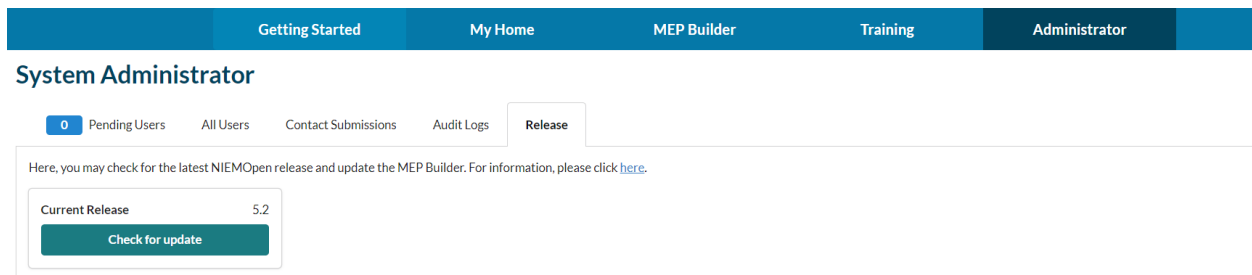 Getting Started My Home MEP Builder Training Administrator
System Administrator
0 Pending Users All Users Contact Submissions Audit Logs Release
Here, you may check for the latest NIEMOpen release and update the MEP Builder. For information, please click here.
Current Release 5.2
Check for update